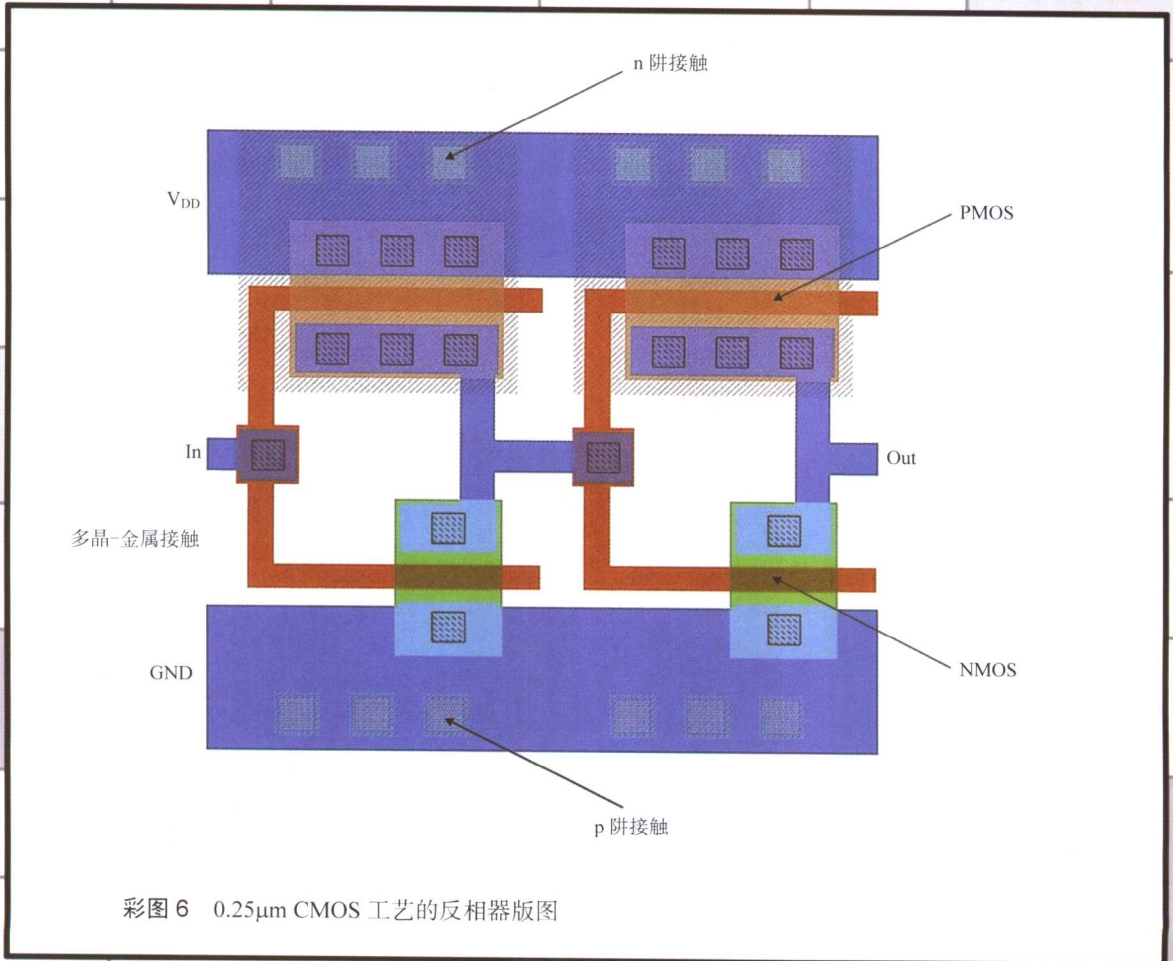 n 阱接触
V_DD
PMOS
In
Out
多晶-金属接触
GND
NMOS
p 阱接触
彩图 6 0.25μm CMOS 工艺的反相器版图